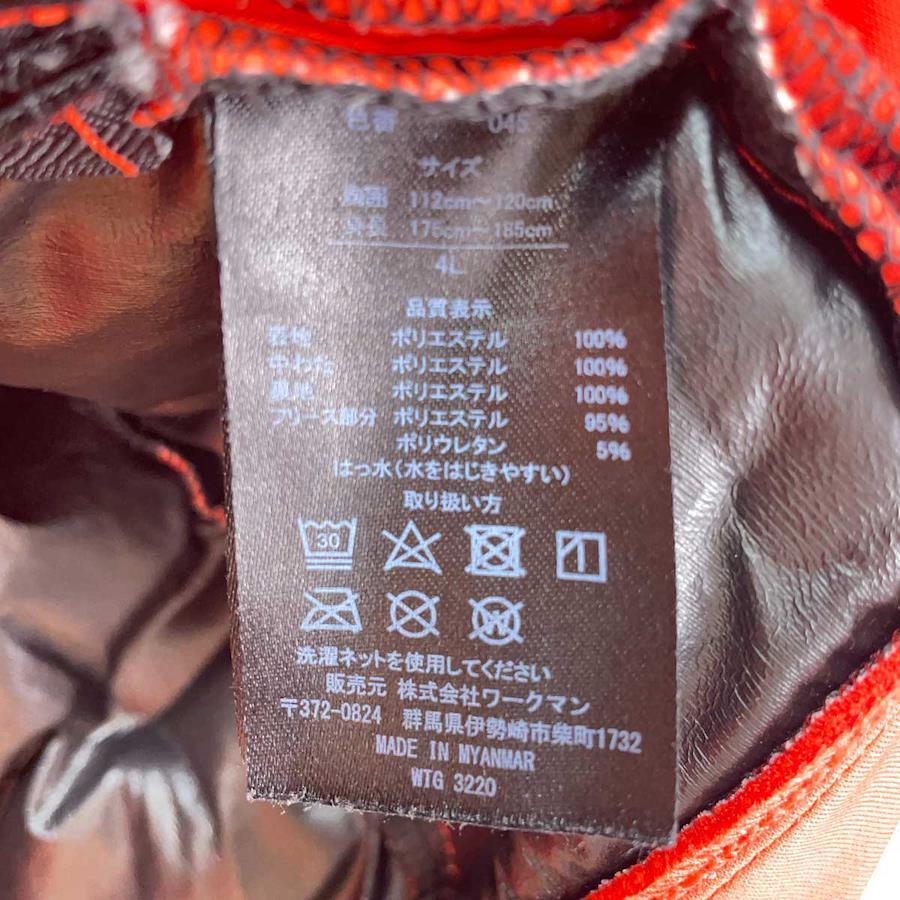 色番 045
サイズ
胸囲 112cm～120cm
身長 175cm～185cm
4L
品質表示
表地 ポリエステル 100%
中わた ポリエステル 100%
裏地 ポリエステル 100%
フリース部分 ポリエステル 95%
ポリウレタン 5%
はっ水(水をはじきやすい)
取り扱い方
30
W
洗濯ネットを使用してください
販売元 株式会社ワークマン
〒372-0824 群馬県伊勢崎市柴町1732
MADE IN MYANMAR
WTG 3220